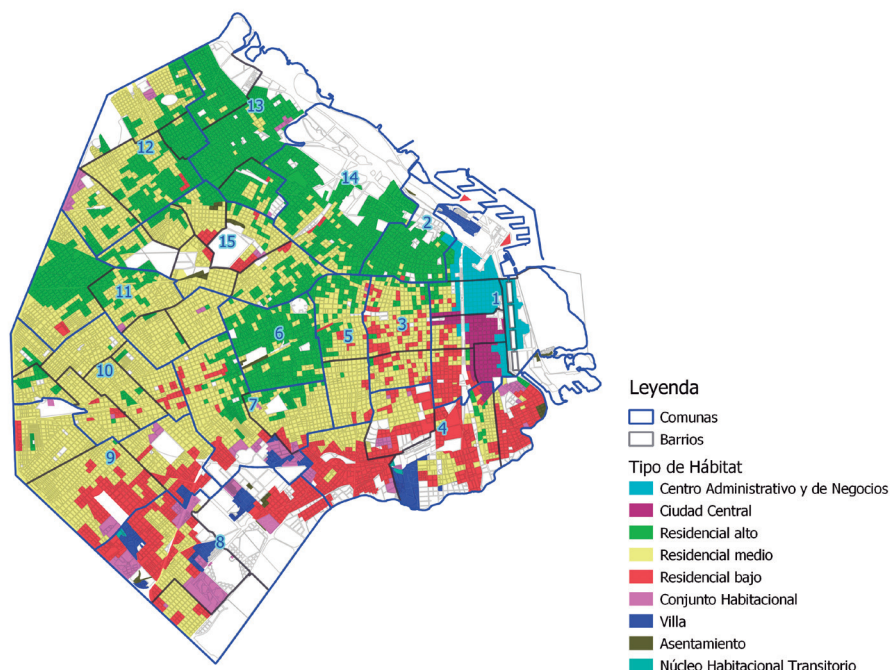 13
12
14
2
15
1
11
6
5
3
10
7
4
9
8
Leyenda
Comunas
Barrios
Tipo de Hábitat
Centro Administrativo y de Negocios
Ciudad Central
Residencial alto
Residencial medio
Residencial bajo
Conjunto Habitacional
Villa
Asentamiento
Núcleo Habitacional Transitorio